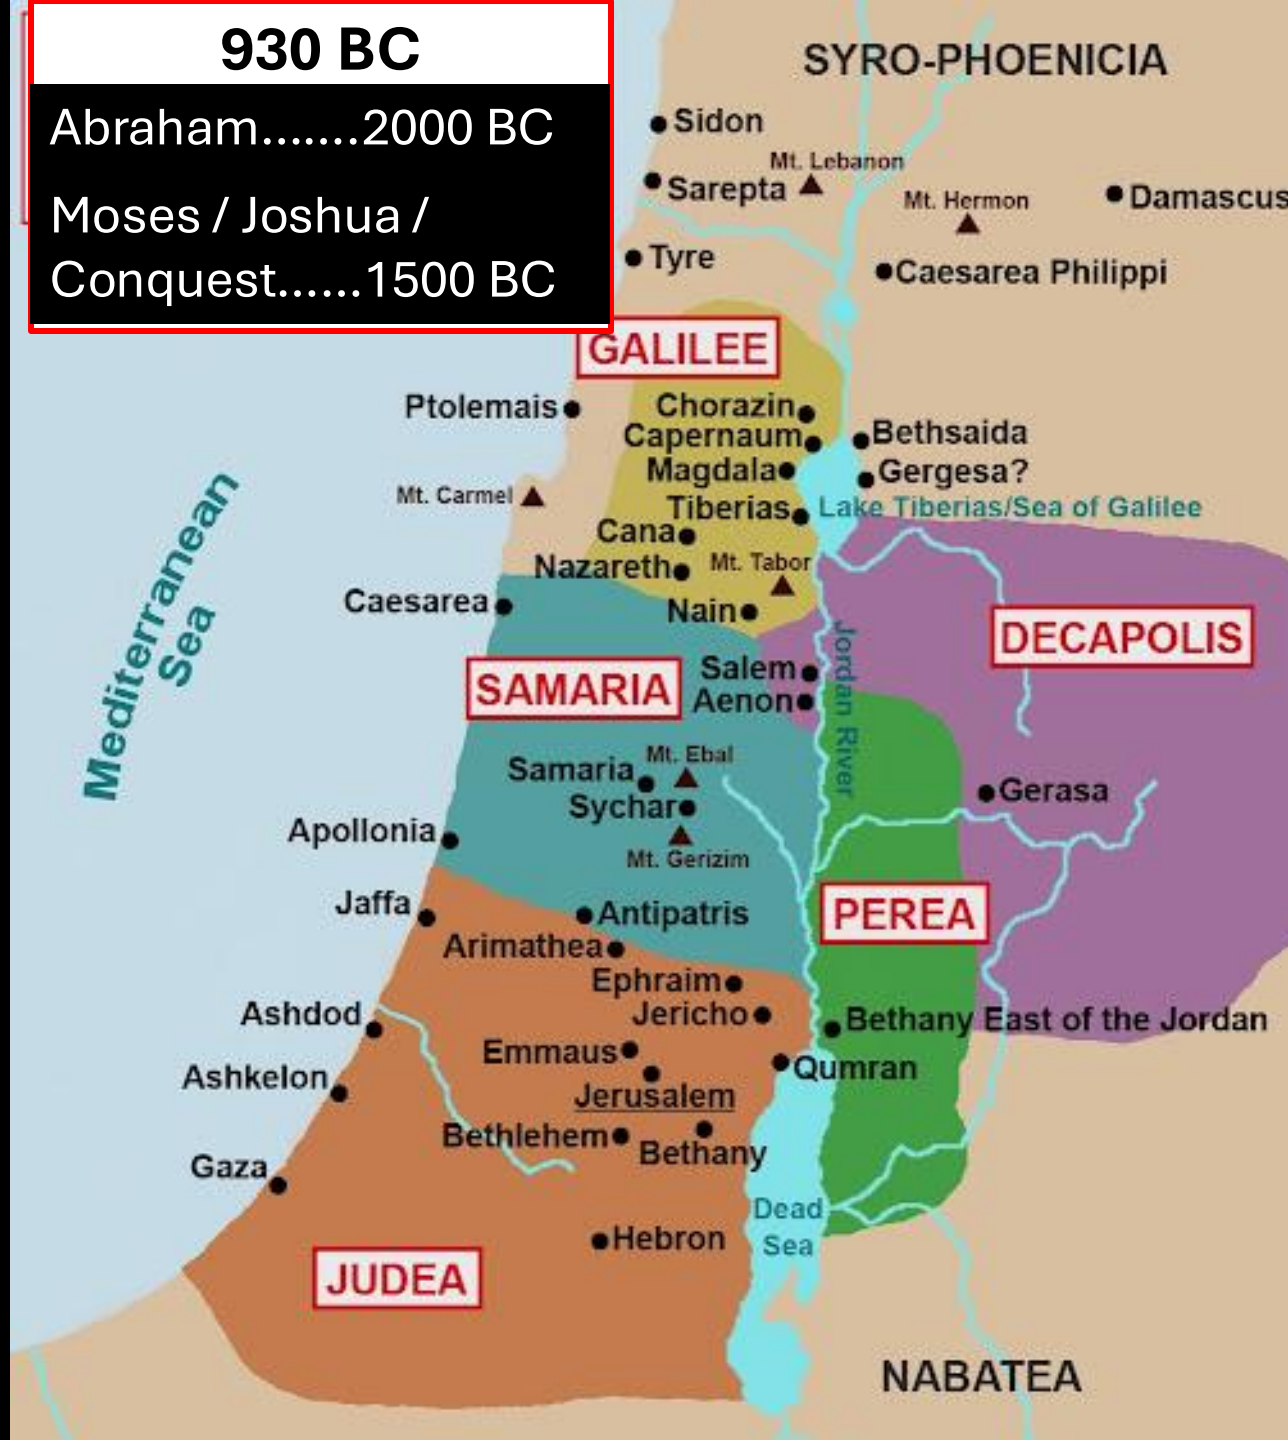 930 BC
Abraham.......2000 BC
Moses / Joshua /
Conquest......1500 BC
SYRO-PHOENICIA
Sidon
Mt. Lebanon
Sarepta
Mt. Hermon
Damascus
Tyre
Caesarea Philippi
GALILEE
Ptolemais
Chorazin
Capernaum
Bethsaida
Magdala
Gergesa?
Mt. Carmel
Tiberias
Lake Tiberias/Sea of Galilee
Cana
Nazareth
Mt. Tabor
Caesarea
Nain
Mediterranean
Sea
Jordan River
DECAPOLIS
SAMARIA
Salem
Aenon
Mt. Ebal
Samaria
Sychar
Gerasa
Apollonia
Mt. Gerizim
Jaffa
Antipatris
PEREA
Arimathea
Ephraim
Jericho
Ashdod
Bethany East of the Jordan
Emmaus
Qumran
Ashkelon
Jerusalem
Bethlehem
Bethany
Gaza
Dead
Sea
Hebron
JUDEA
NABATEA